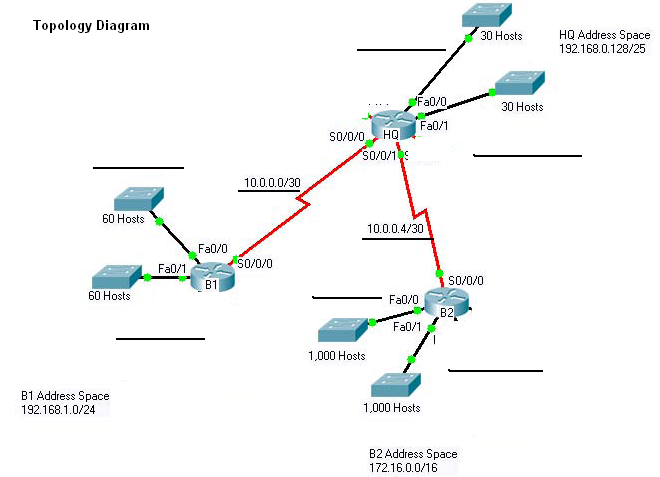 Topology Diagram
30 Hosts
HQ Address Space
192.168.0.128/25
Fa0/0
30 Hosts
Fa0/1
HQ
S0/0/0
S0/0/1
10.0.0.0/30
60 Hosts
10.0.0.4/30
Fa0/0
S0/0/0
Fa0/1
B1
60 Hosts
S0/0/0
Fa0/0
B2
Fa0/1
1,000 Hosts
B1 Address Space
192.168.1.0/24
1,000 Hosts
B2 Address Space
172.16.0.0/16